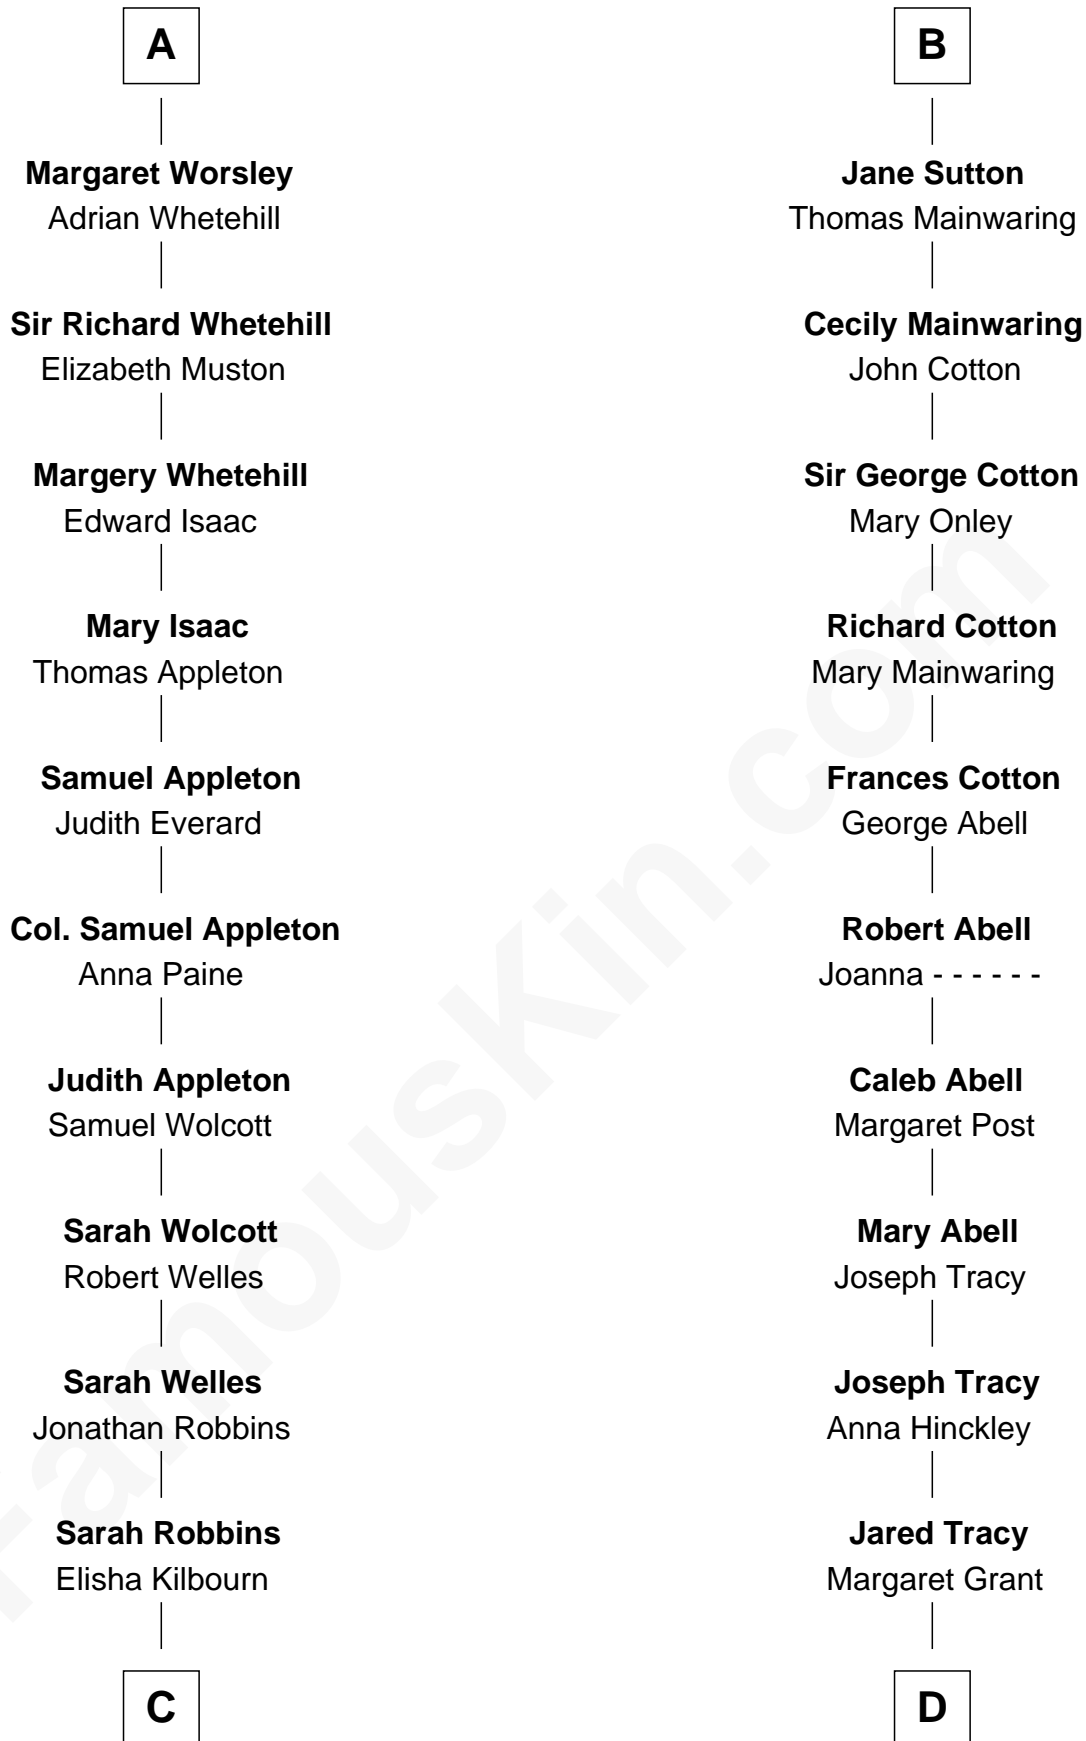 A
Margaret Worsley
Adrian Whetehill
Sir Richard Whetehill
Elizabeth Muston
Margery Whetehill
Edward Isaac
Mary Isaac
Thomas Appleton
Samuel Appleton
Judith Everard
Col. Samuel Appleton
Anna Paine
Judith Appleton
Samuel Wolcott
Sarah Wolcott
Robert Welles
Sarah Welles
Jonathan Robbins
Sarah Robbins
Elisha Kilbourn
C
B
Jane Sutton
Thomas Mainwaring
Cecily Mainwaring
John Cotton
Sir George Cotton
Mary Onley
Richard Cotton
Mary Mainwaring
Frances Cotton
George Abell
Robert Abell
Joanna - - - - - -
Caleb Abell
Margaret Post
Mary Abell
Joseph Tracy
Joseph Tracy
Anna Hinckley
Jared Tracy
Margaret Grant
D
FamousKin.com